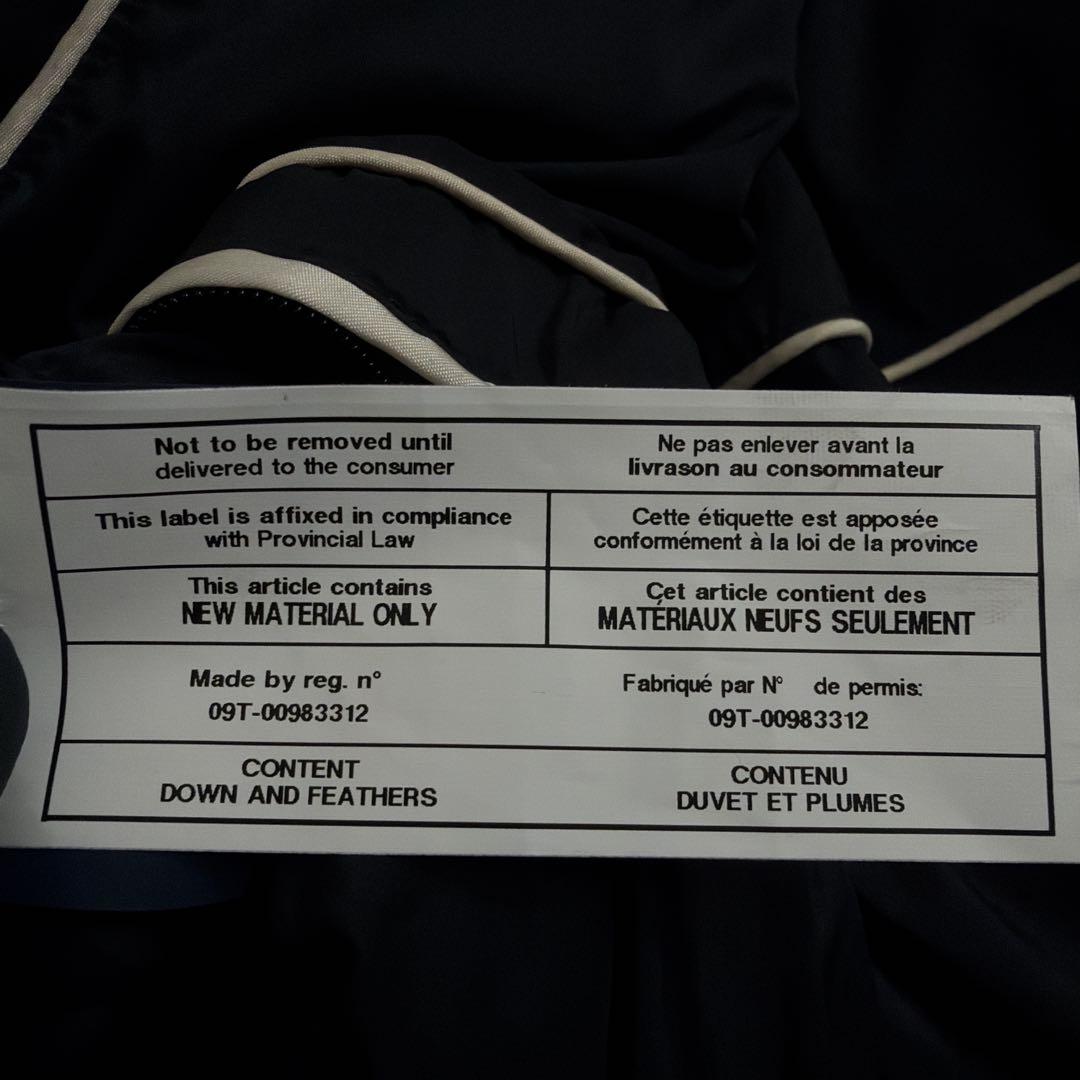 Not to be removed until
delivered to the consumer
Ne pas enlever avant la
livrason au consommateur
This label is affixed in compliance
with Provincial Law
Cette étiquette est apposée
conformément à la loi de la province
This article contains
NEW MATERIAL ONLY
Çet article contient des
MATÉRIAUX NEUFS SEULEMENT
Made by reg. n°
09T-00983312
Fabriqué par N° de permis:
09T-00983312
CONTENT
DOWN AND FEATHERS
CONTENU
DUVET ET PLUMES